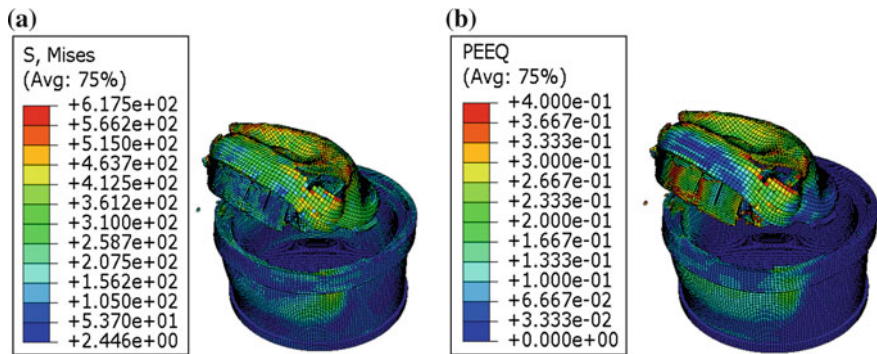 (a)
S, Mises
(Avg: 75%)
+6.175e+02
+5.662e+02
+5.150e+02
+4.637e+02
+4.125e+02
+3.612e+02
+3.100e+02
+2.587e+02
+2.075e+02
+1.562e+02
+1.050e+02
+5.370e+01
+2.446e+00
(b)
PEEQ
(Avg: 75%)
+4.000e-01
+3.667e-01
+3.333e-01
+3.000e-01
+2.667e-01
+2.333e-01
+2.000e-01
+1.667e-01
+1.333e-01
+1.000e-01
+6.667e-02
+3.333e-02
+0.000e+00